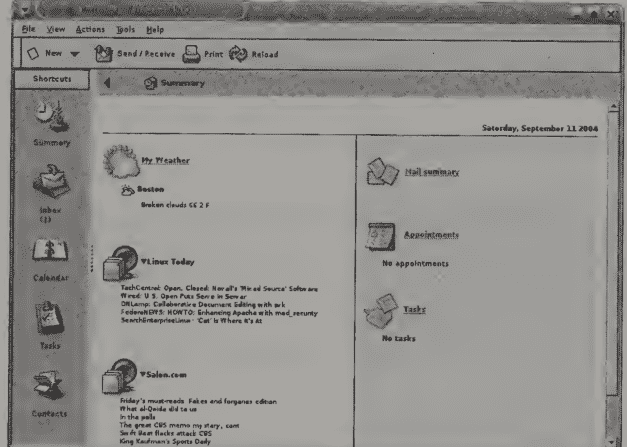 File View Actions Tools Help
New Send / Receive Print Reload
Shortcuts
Summary
Saturday, September 11 2004
Summary
Inbox
Calendar
Tasks
Contacts
My Weather
Boston
Broken clouds 66 2 F
Linux Today
TechCentral: Open, Closed: Novell's 'Mixed Source' Software
Wired: U.S. Open Puts Serve in Server
ONLamp: Collaborative Document Editing with
FederalNEWS: HOWTO: Enhancing Apache with mod_security
SearchEnterpriseLinux: 'Cat' Is Where It's At
Salon.com
Friday's must-reads: Fakes and forgeries edition
What al-Qaida did to us
In the polls
The great CBS memo mystery, cont
Swift Boat flacks attack CBS
King Kaufman's Sports Daily
Mail summary
Appointments
No appointments
Tasks
No tasks